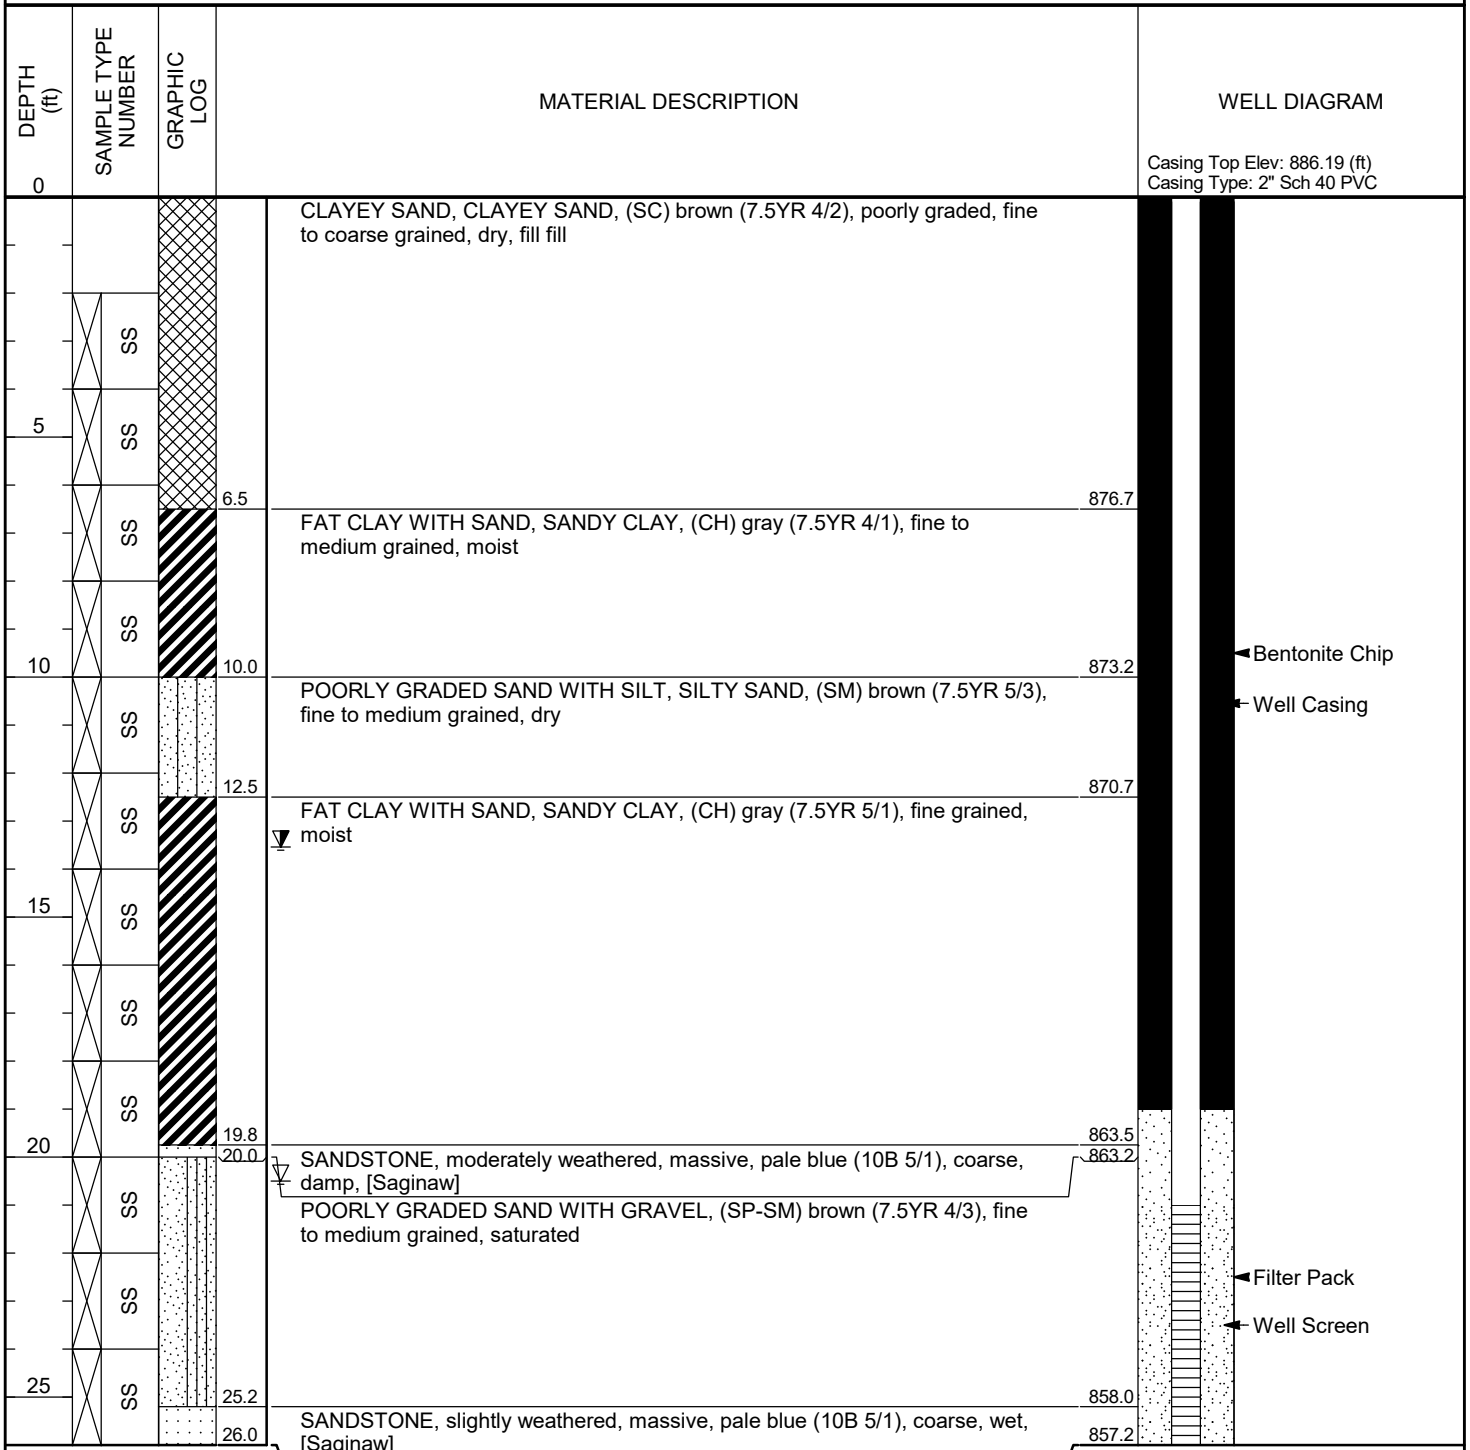 DEPTH
(ft)
SAMPLE TYPE
NUMBER
GRAPHIC
LOG
MATERIAL DESCRIPTION
WELL DIAGRAM
Casing Top Elev: 886.19 (ft)
Casing Type: 2" Sch 40 PVC
0
CLAYEY SAND, CLAYEY SAND, (SC) brown (7.5YR 4/2), poorly graded, fine
to coarse grained, dry, fill fill
SS
5
SS
6.5
876.7
FAT CLAY WITH SAND, SANDY CLAY, (CH) gray (7.5YR 4/1), fine to
medium grained, moist
SS
SS
Bentonite Chip
10
10.0
873.2
POORLY GRADED SAND WITH SILT, SILTY SAND, (SM) brown (7.5YR 5/3),
fine to medium grained, dry
Well Casing
SS
12.5
870.7
FAT CLAY WITH SAND, SANDY CLAY, (CH) gray (7.5YR 5/1), fine grained,
moist
SS
15
SS
SS
SS
19.8
863.5
20
20.0
863.2
SANDSTONE, moderately weathered, massive, pale blue (10B 5/1), coarse,
damp, [Saginaw]
SS
POORLY GRADED SAND WITH GRAVEL, (SP-SM) brown (7.5YR 4/3), fine
to medium grained, saturated
Filter Pack
SS
Well Screen
25
SS
25.2
858.0
SANDSTONE, slightly weathered, massive, pale blue (10B 5/1), coarse, wet,
[Saginaw]
26.0
857.2